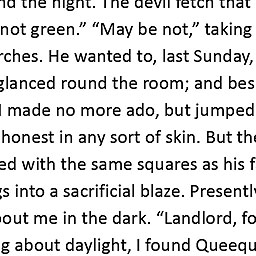 nd the night. The devil fetch that
not green.” “May be not,” taking
rches. He wanted to, last Sunday,
glanced round the room; and bes
I made no more ado, but jumped
honest in any sort of skin. But the
ed with the same squares as his f
gs into a sacrificial blaze. Presentl
out me in the dark. “Landlord, fo
g about daylight, I found Queequ